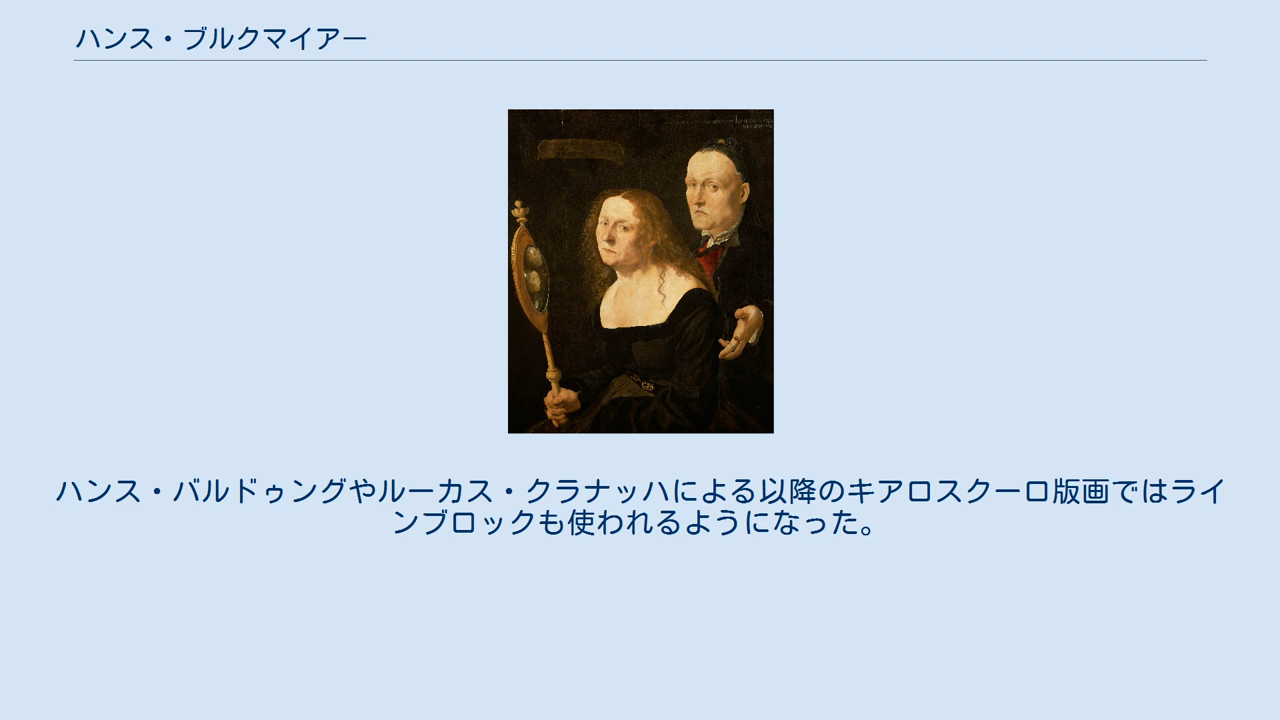 ハンス・ブルクマイアー
ハンス・バルドゥングやルーカス・クラナッハによる以降のキアロスクーロ版画ではライ
ンブロックも使われるようになった。